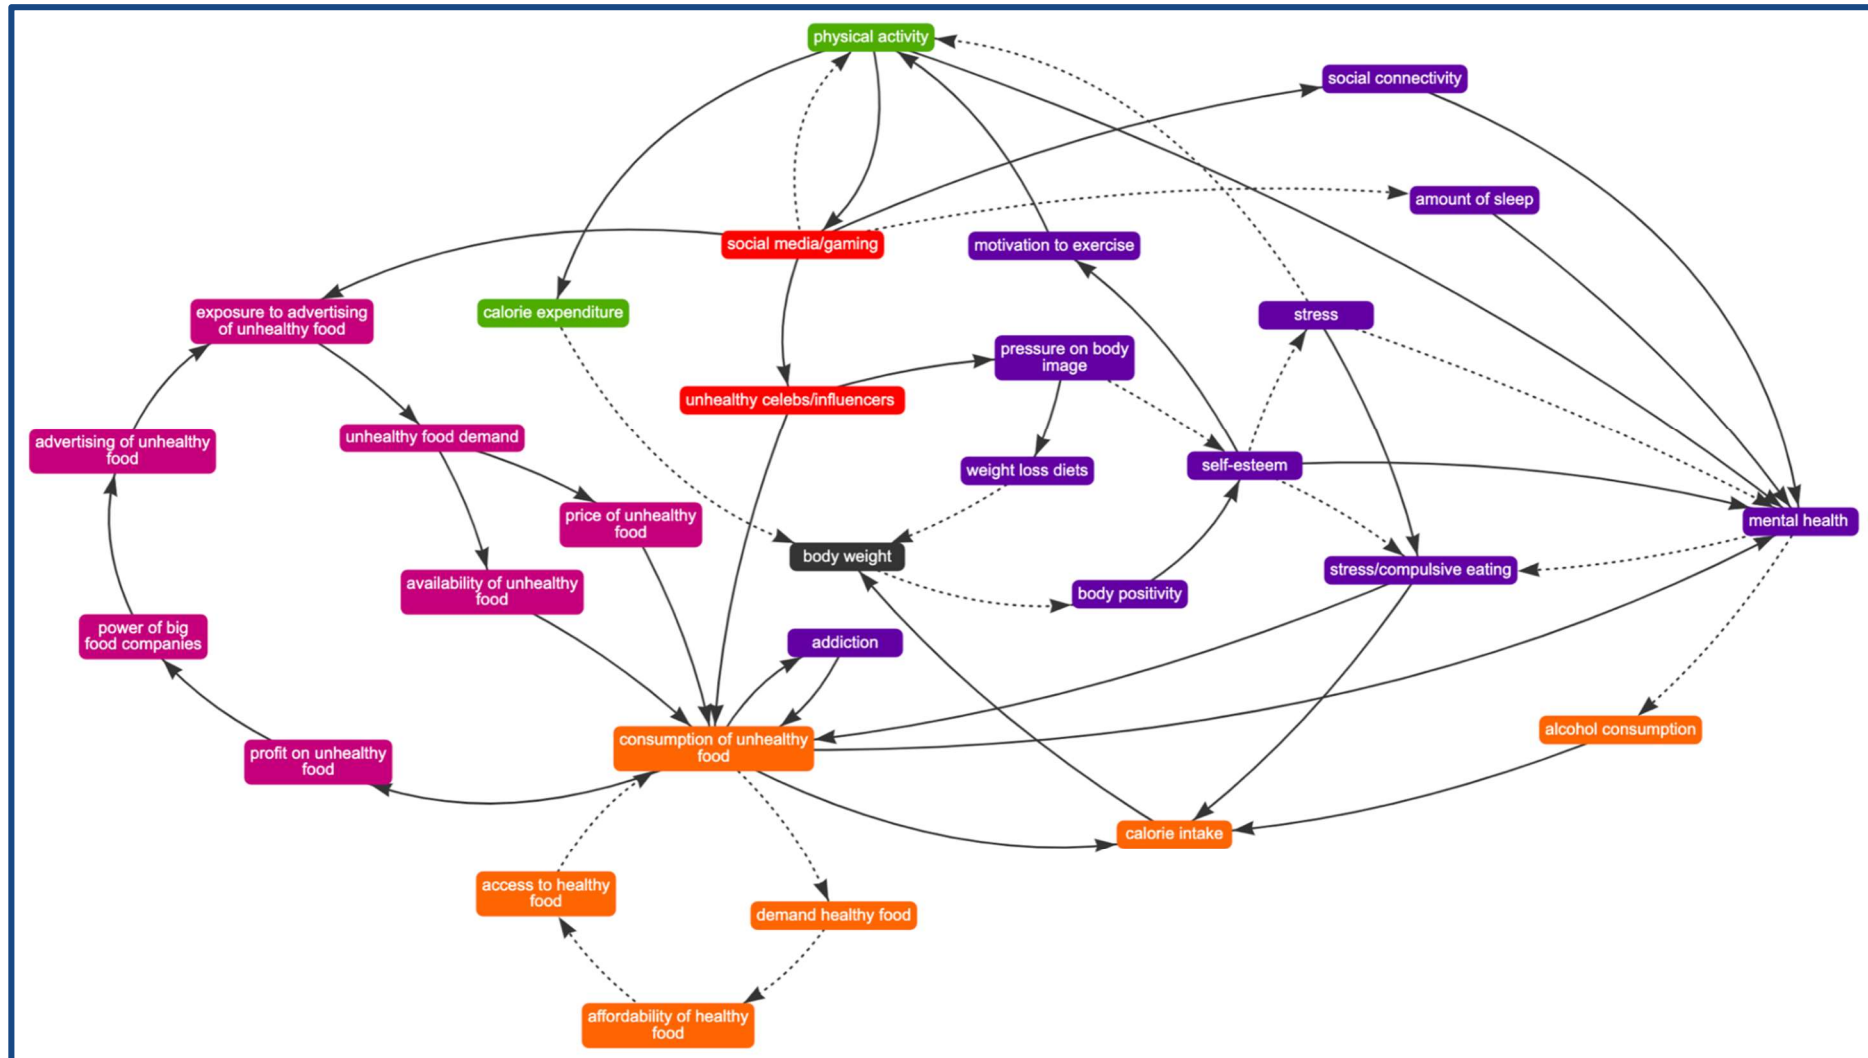 physical activity
social connectivity
amount of sleep
social media/gaming
motivation to exercise
exposure to advertising
of unhealthy food
calorie expenditure
stress
pressure on body
image
unhealthy celebs/influencers
advertising of unhealthy
food
unhealthy food demand
weight loss diets
self-esteem
price of unhealthy
food
mental health
body weight
stress/compulsive eating
availability of unhealthy
food
body positivity
power of big
food companies
addiction
consumption of unhealthy
food
alcohol consumption
profit on unhealthy
food
calorie intake
access to healthy
food
demand healthy food
affordability of healthy
food